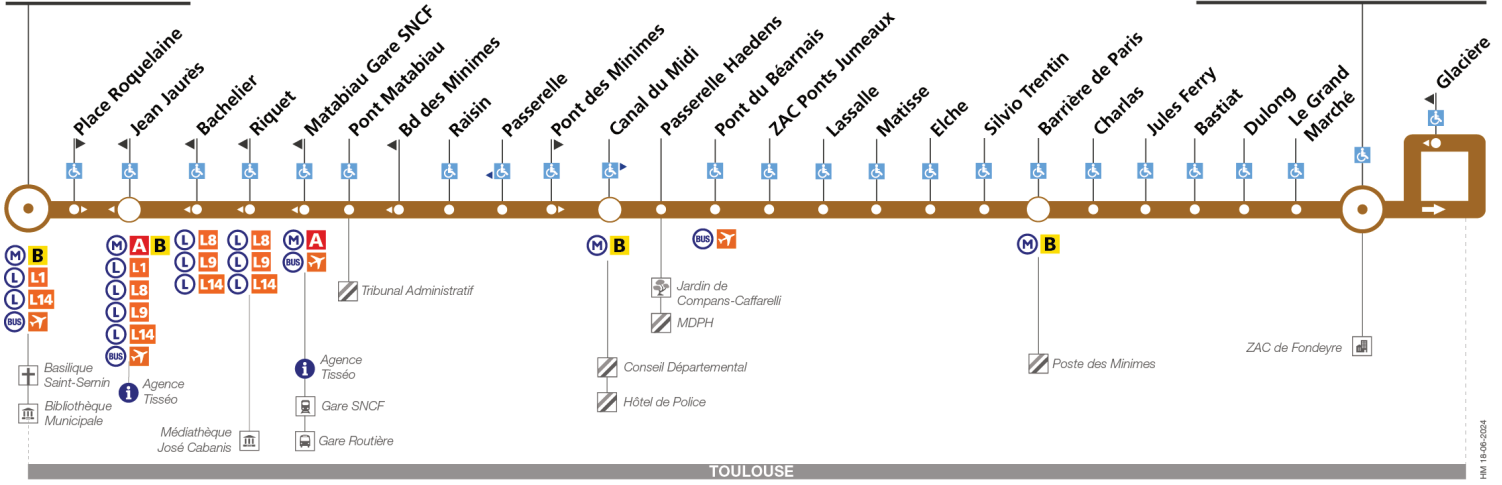 Place Roquelaine
Jean Jaurès
Bachelier
Riquet
Matabiau Gare SNCF
Pont Matabiau
Bd des Minimes
Raisin
Passerelle
Pont des Minimes
Canal du Midi
Passerelle Haedens
Pont du Béarnais
ZAC Ponts Jumeaux
Lassalle
Matisse
Elche
Silvio Trentin
Barrière de Paris
Charlas
Jules Ferry
Bastiat
Dulong
Le Grand
Marché
Glacière
M B
L L1
L L14
BUS
Basilique
Saint-Sernin
Bibliothèque
Municipale
M A B
L L1
L L8
L L9
L L14
BUS
i Agence
Tisséo
L L8
L L9
L L14
L L8
L L9
L L14
Médiathèque
José Cabanis
M A
BUS
i Agence
Tisséo
Gare SNCF
Gare Routière
Tribunal Administratif
M B
Conseil Départemental
Hôtel de Police
Jardin de
Compans-Caffarelli
MDPH
BUS
M B
Poste des Minimes
ZAC de Fondeyre
TOULOUSE
HM 18-06-2024